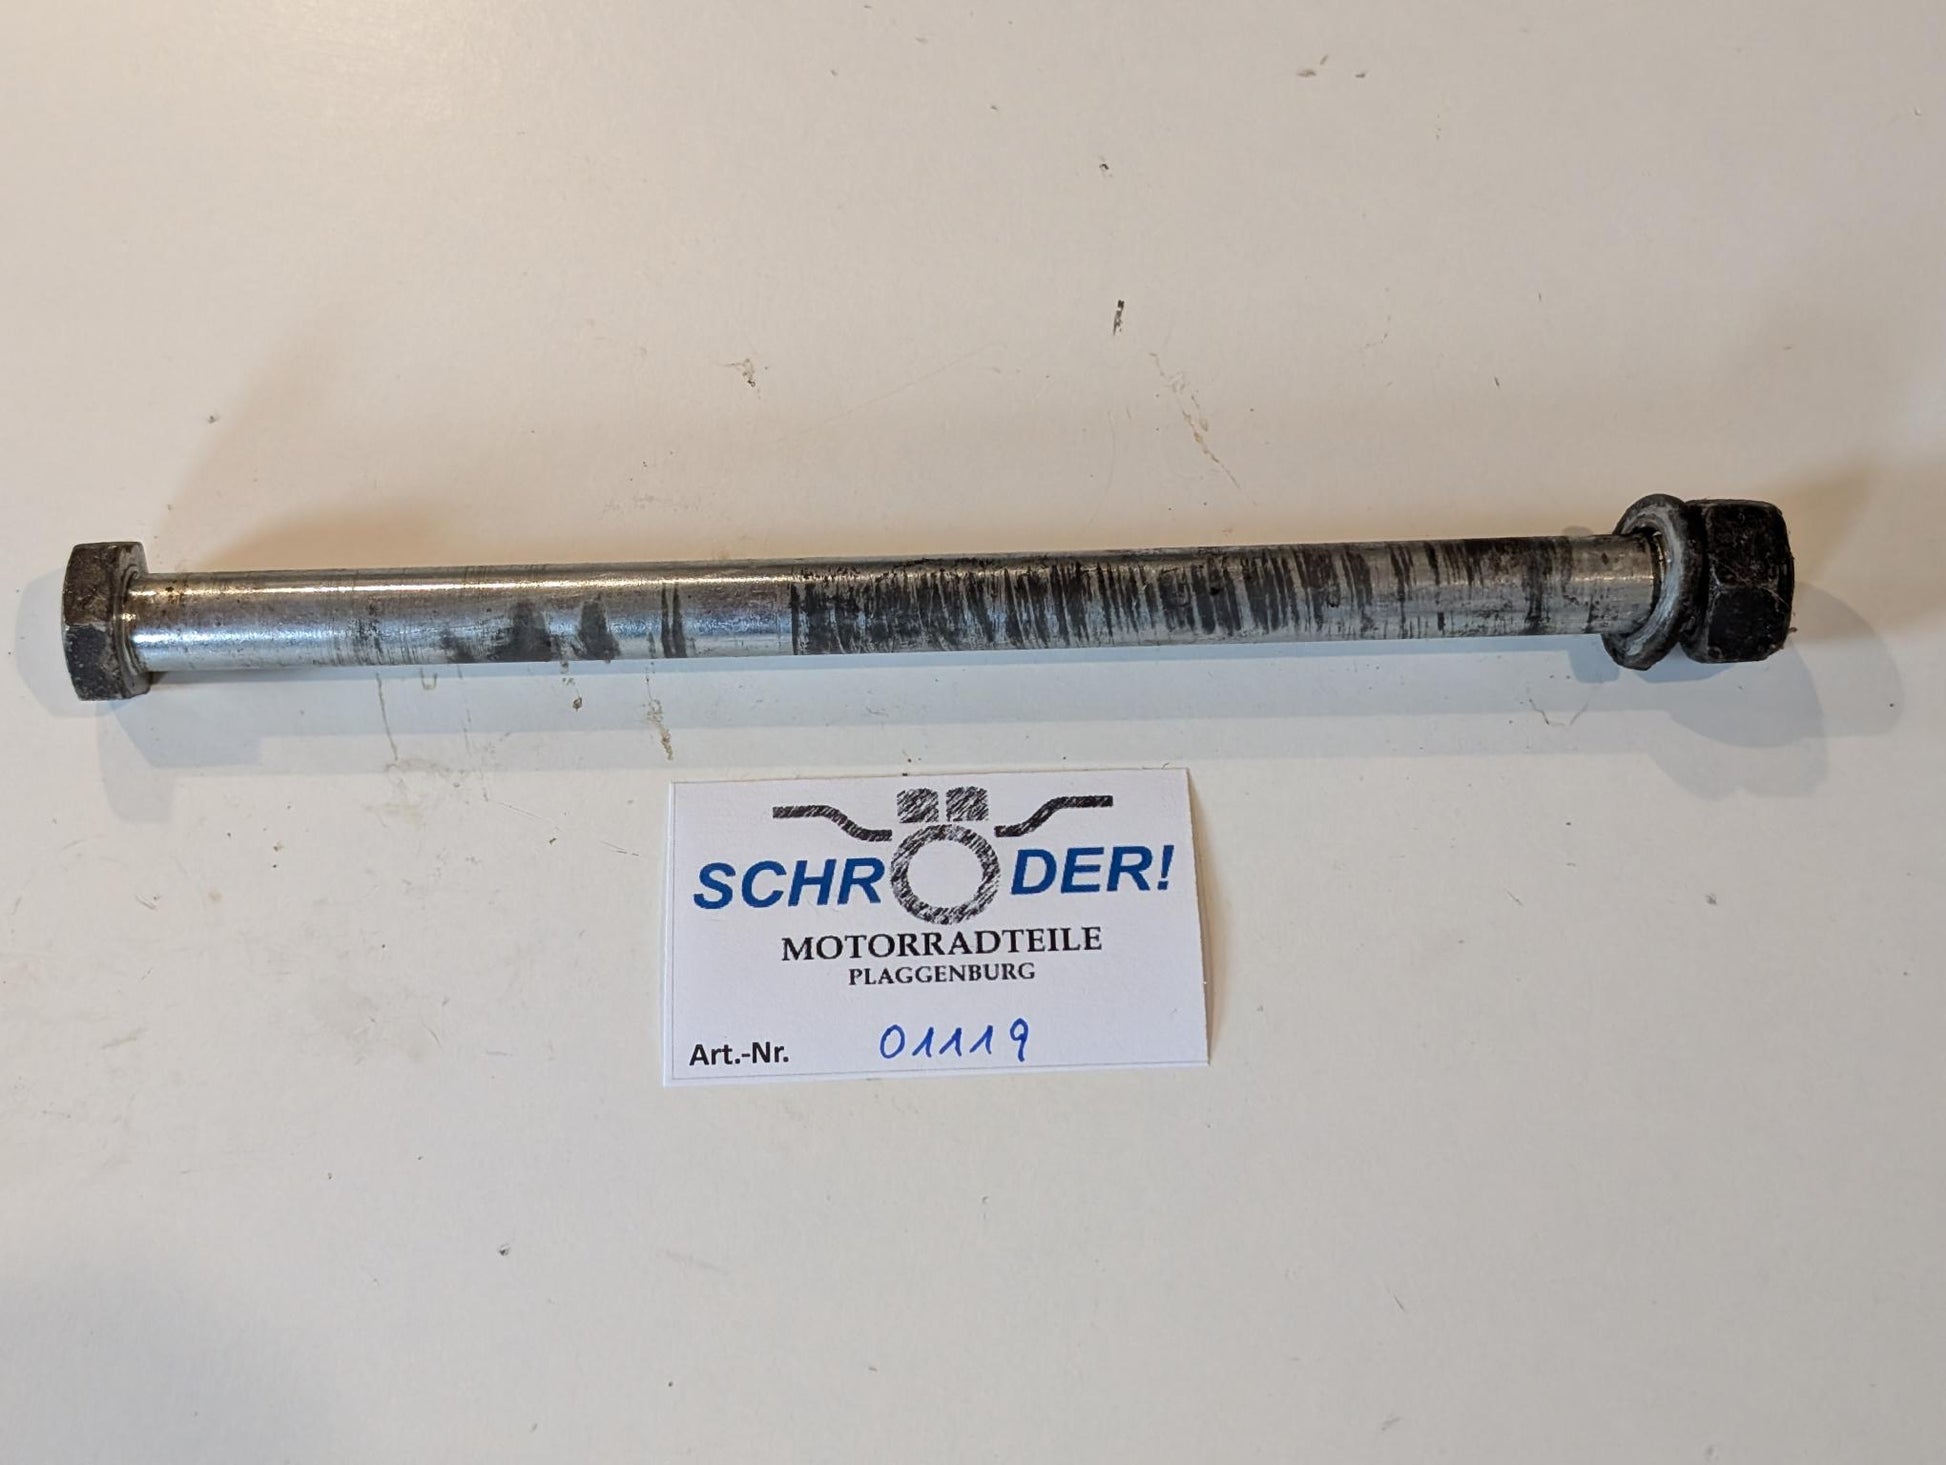 SCHRÖDER!
MOTORRADTEILE
PLAGGENBURG
Art.-Nr. 01119